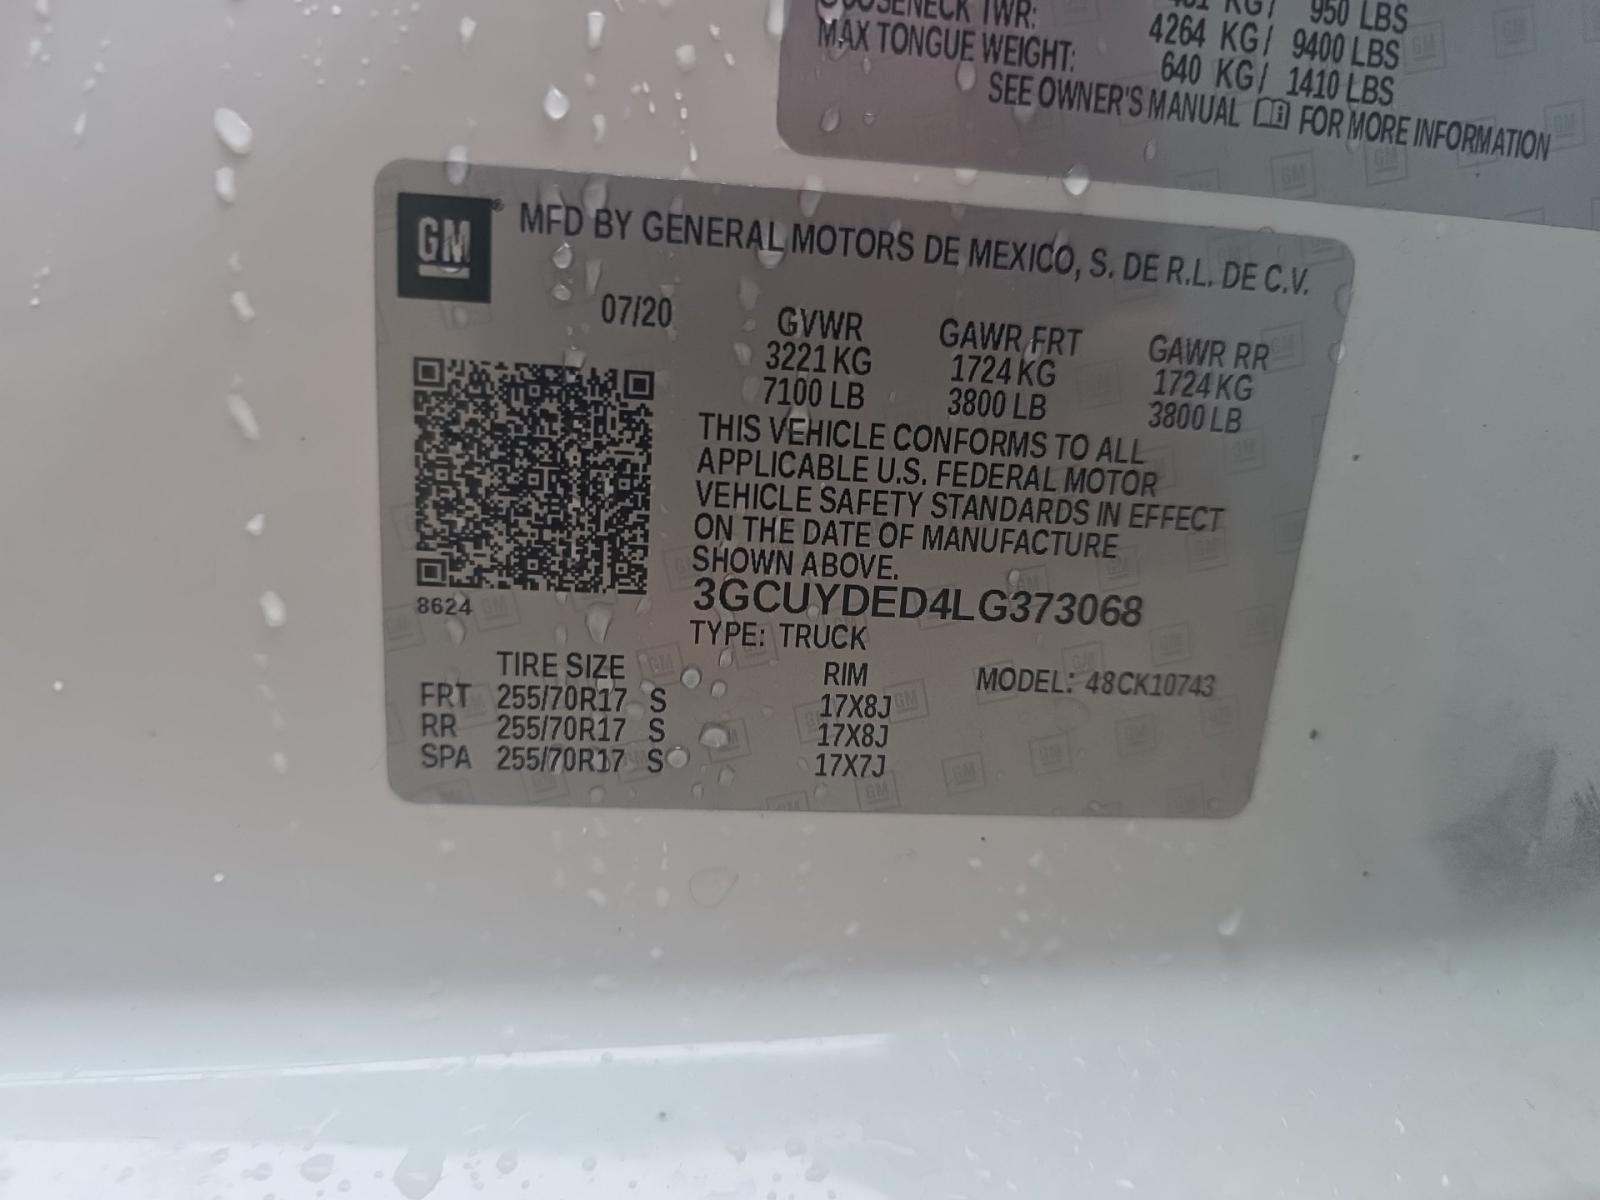 GOOSENECK TWR:
950 LBS
MAX TONGUE WEIGHT: 4264 KG/ 9400 LBS
640 KG/ 1410 LBS
SEE OWNER'S MANUAL FOR MORE INFORMATION
GM® MFD BY GENERAL MOTORS DE MEXICO, S. DE R.L. DE C.V.
07/20 GVWR GAWR FRT GAWR RR
3221 KG 1724 KG 1724 KG
7100 LB 3800 LB 3800 LB
THIS VEHICLE CONFORMS TO ALL
APPLICABLE U.S. FEDERAL MOTOR
VEHICLE SAFETY STANDARDS IN EFFECT
ON THE DATE OF MANUFACTURE
SHOWN ABOVE.
8624 3GCUYDED4LG373068
TYPE: TRUCK
TIRE SIZE RIM MODEL: 48CK10743
FRT 255/70R17 S 17X8J
RR 255/70R17 S 17X8J
SPA 255/70R17 S 17X7J